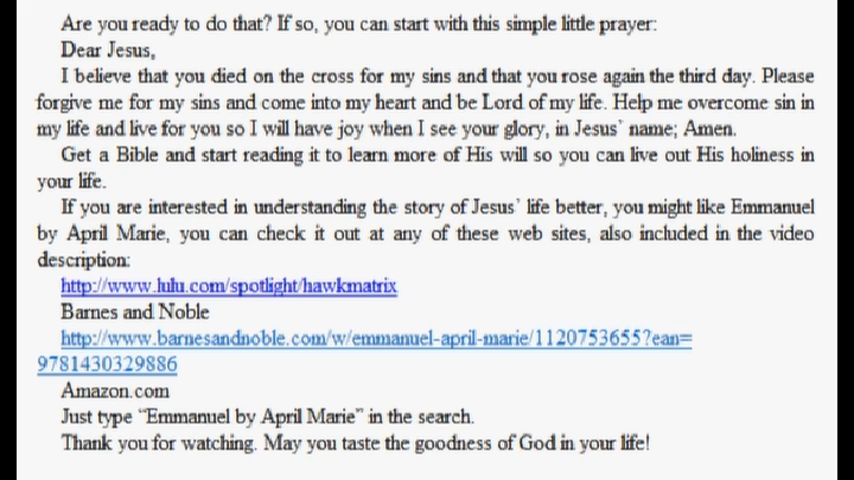 Are you ready to do that? If so, you can start with this simple little prayer:
Dear Jesus,
I believe that you died on the cross for my sins and that you rose again the third day. Please
forgive me for my sins and come into my heart and be Lord of my life. Help me overcome sin in
my life and live for you so I will have joy when I see your glory, in Jesus' name; Amen.
Get a Bible and start reading it to learn more of His will so you can live out His holiness in
your life.
If you are interested in understanding the story of Jesus' life better, you might like Emmanuel
by April Marie, you can check it out at any of these web sites, also included in the video
description:
http://www.lulu.com/spotlight/hawkmatrix
Barnes and Noble
http://www.barnesandnoble.com/w/emmanuel-april-marie/1120753655?ean=
9781430329886
Amazon.com
Just type “Emmanuel by April Marie” in the search.
Thank you for watching. May you taste the goodness of God in your life!